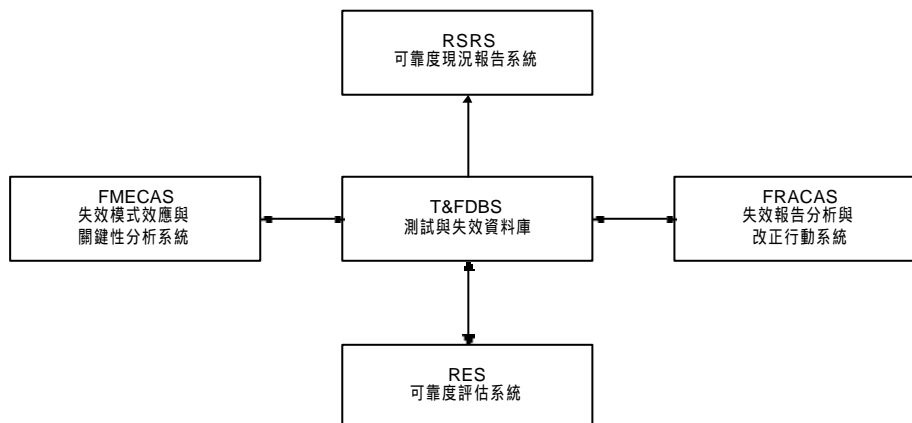 RSRS
可靠度現況報告系統
FMECAS
失效模式效應與
關鍵性分析系統
T&FDBS
測試與失效資料庫
FRACAS
失效報告分析與
改正行動系統
RES
可靠度評估系統